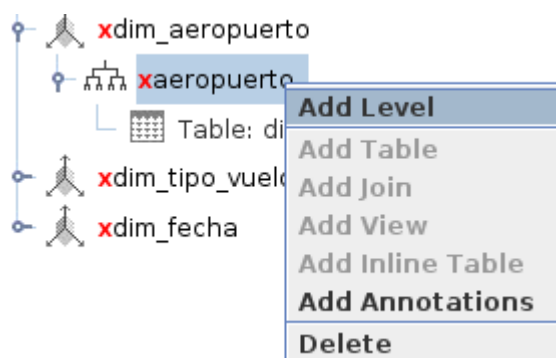 xdim_aeropuerto
xaeropuerto
Table: di
xdim_tipo_vuelo
xdim_fecha
Add Level
Add Table
Add Join
Add View
Add Inline Table
Add Annotations
Delete